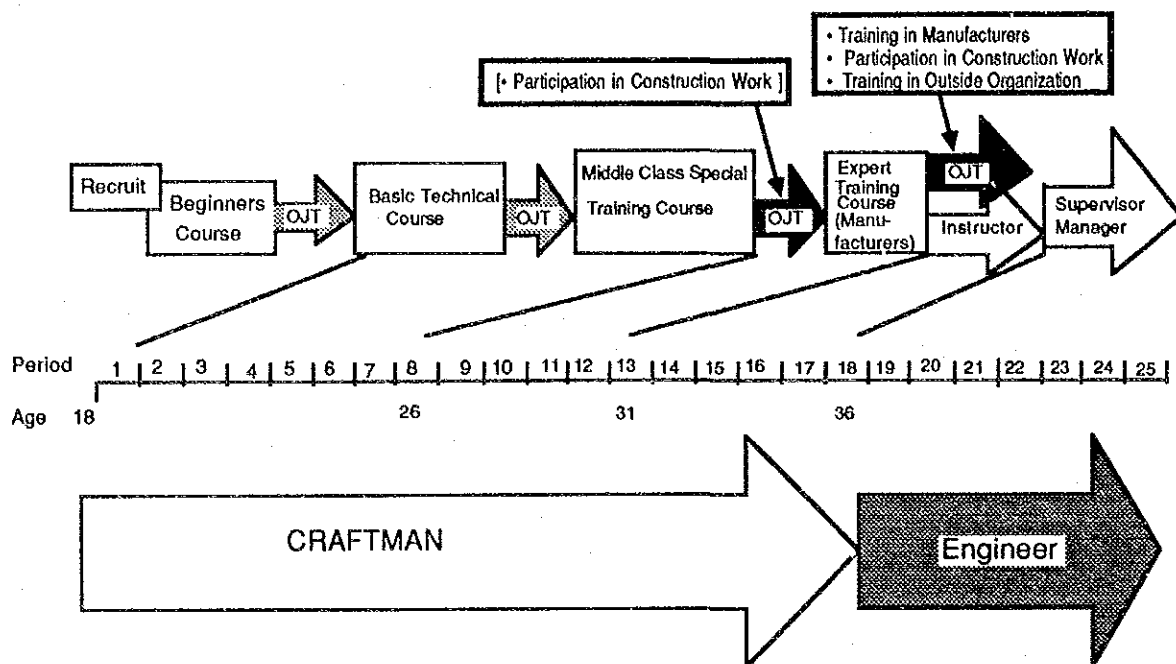 • Training in Manufacturers
• Participation in Construction Work
• Training in Outside Organization
[• Participation in Construction Work ]
Recruit
Beginners
Course
OJT
Basic Technical
Course
OJT
Middle Class Special
Training Course
OJT
Expert
Training
Course
(Manu-
facturers)
OJT
Instructor
Supervisor
Manager
Period 1 2 3 4 5 6 7 8 9 10 11 12 13 14 15 16 17 18 19 20 21 22 23 24 25
Age 18 26 31 36
CRAFTMAN
Engineer